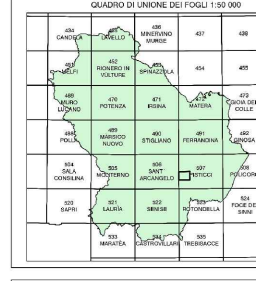 QUADRO DI UNIONE DEI FOGLI 1:50 000
434 CANDELA
435 LAVELLO
436 MINERVINO MURGE
437
438
451 MELFI
452 RIONERO IN VULTURE
453 SPINAZZOLA
454
455
469 MURO LUCANO
470 POTENZA
471 IRSINA
472 MATERA
473 GIOIA DEL COLLE
488 POLLA
489 MARSICO NUOVO
490 STIGLIANO
491 FERRANDINA
492 GINOSA
504 SALA CONSILINA
505 MOLITERNO
506 SANT' ARCANGELO
507 PISTICCI
508 POLICORO
520 SAPRI
521 LAURÍA
522 SENISE
523 ROTONDELLA
524 FOCE DEL SINNI
533 MARATÉA
534 CASTROVILLARI
535 TREBISACCE